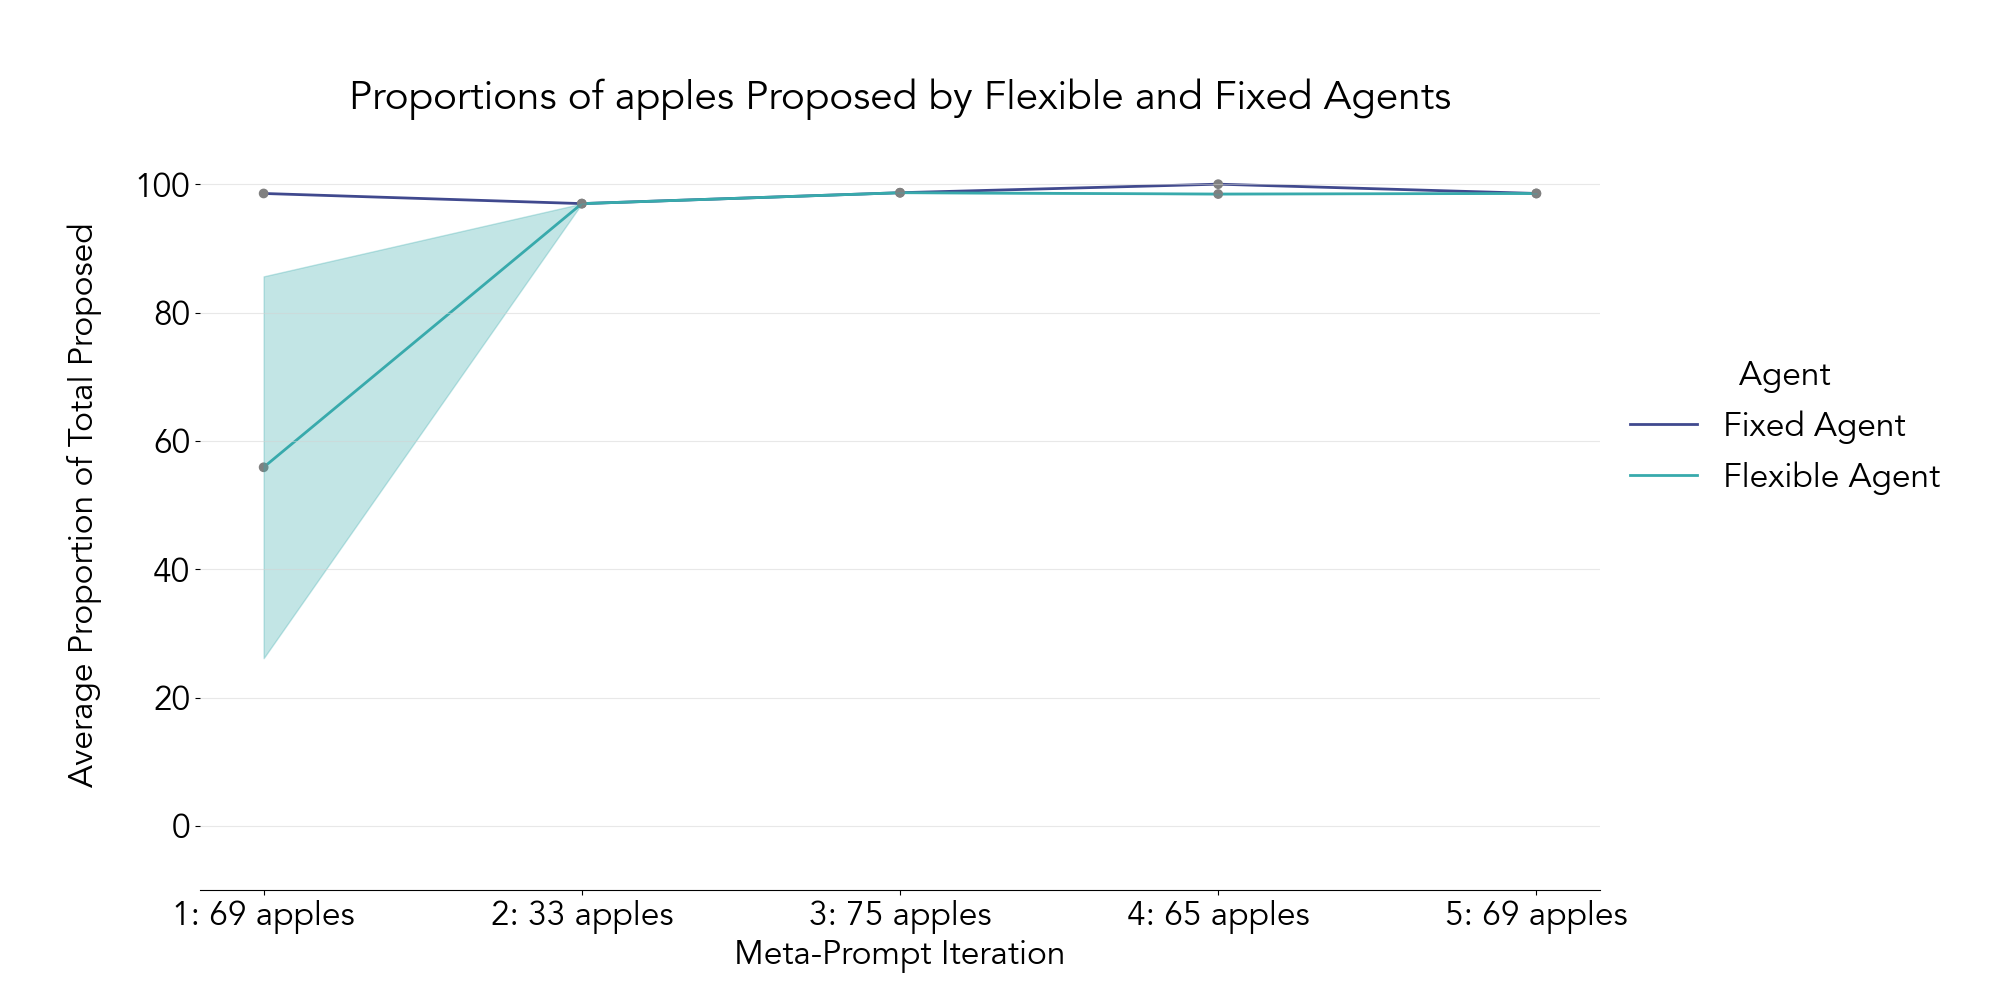 Proportions of apples Proposed by Flexible and Fixed Agents
Average Proportion of Total Proposed
100
80
60
40
20
0
1: 69 apples
2: 33 apples
3: 75 apples
4: 65 apples
5: 69 apples
Meta-Prompt Iteration
Agent
Fixed Agent
Flexible Agent